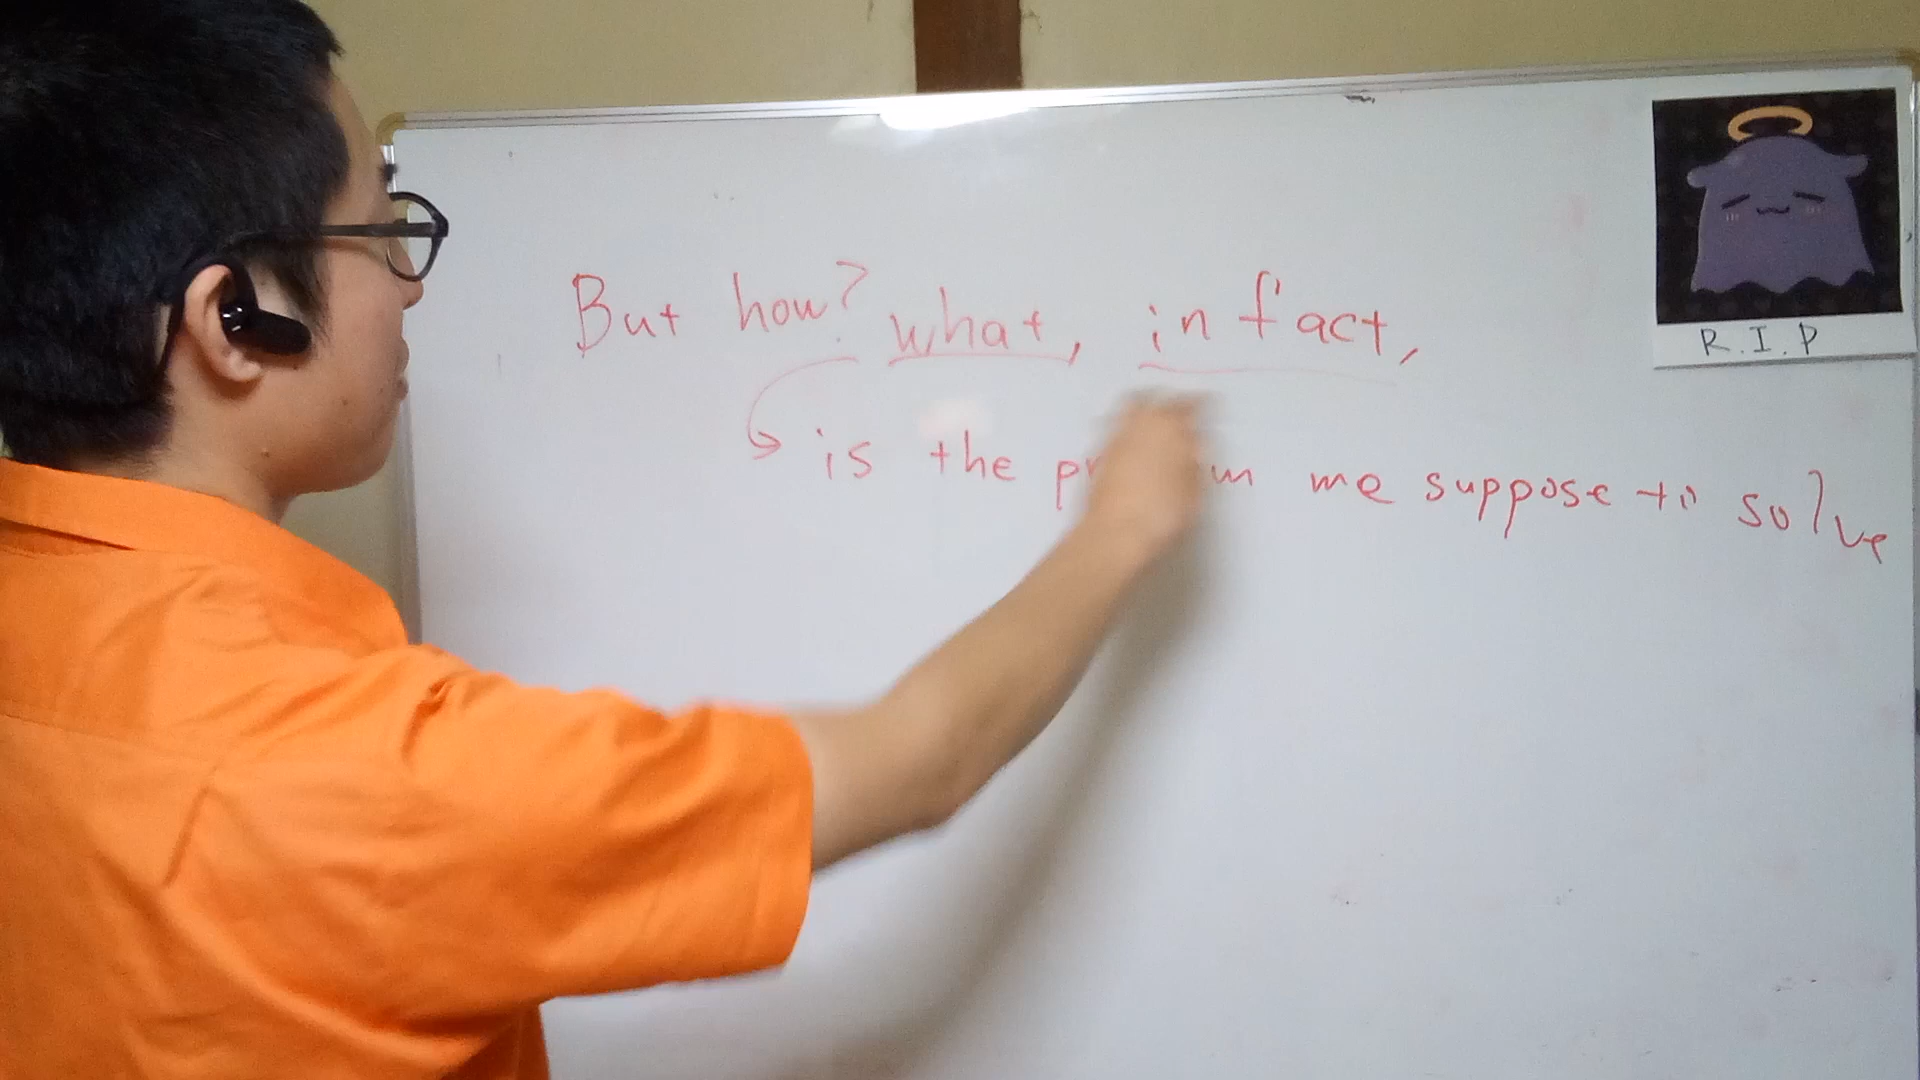 But how? what, in fact,
is the me suppose to solve
R.I.P